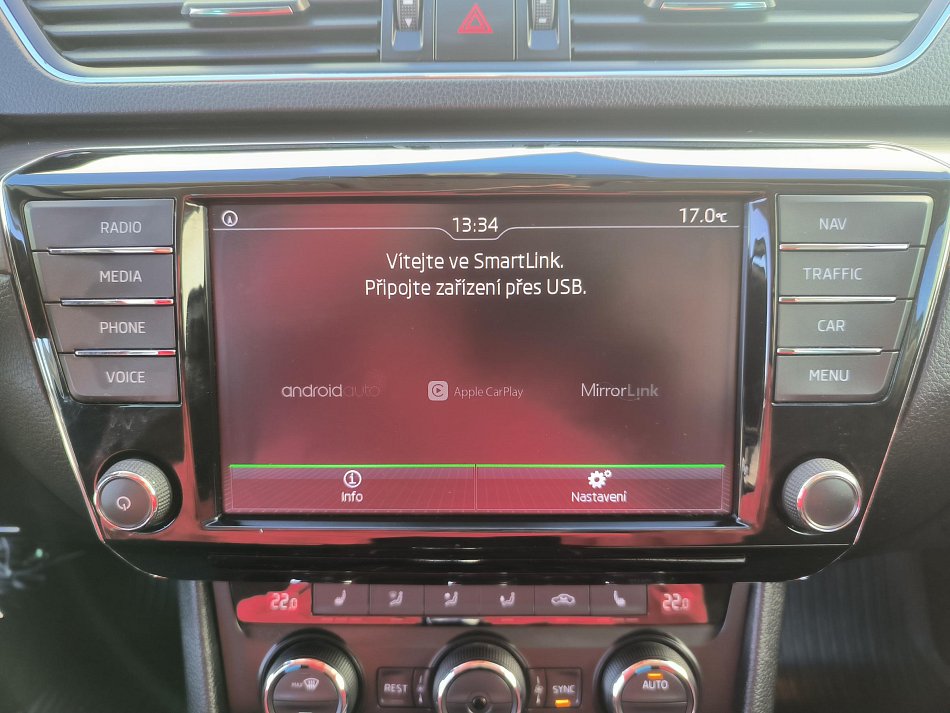 RADIO
MEDIA
PHONE
VOICE
13:34
17.0°C
Vítejte ve SmartLink.
Připojte zařízení přes USB.
androidauto
Apple CarPlay
MirrorLink
Info
Nastavení
NAV
TRAFFIC
CAR
MENU
22.0
22.0
MAX
REST
SYNC
AUTO